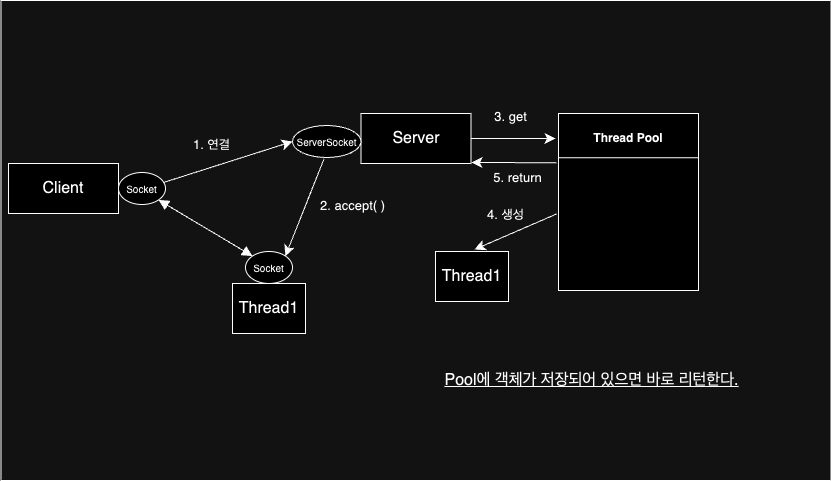 3. get
1. 연결
ServerSocket
Server
Thread Pool
5. return
Client
Socket
2. accept( )
4. 생성
Socket
Thread1
Thread1
Pool에 객체가 저장되어 있으면 바로 리턴한다.